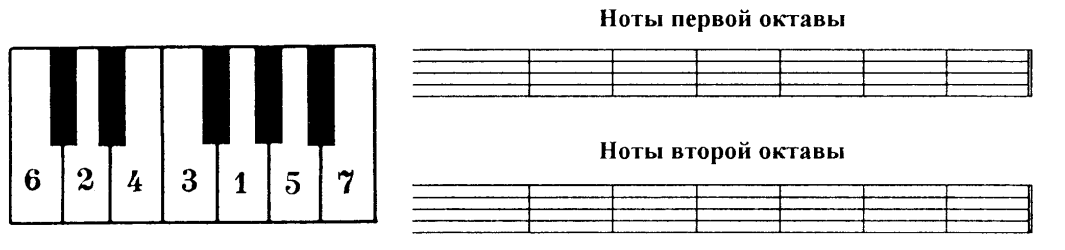 Ноты первой октавы
6 2 4 3 1 5 7
Ноты второй октавы